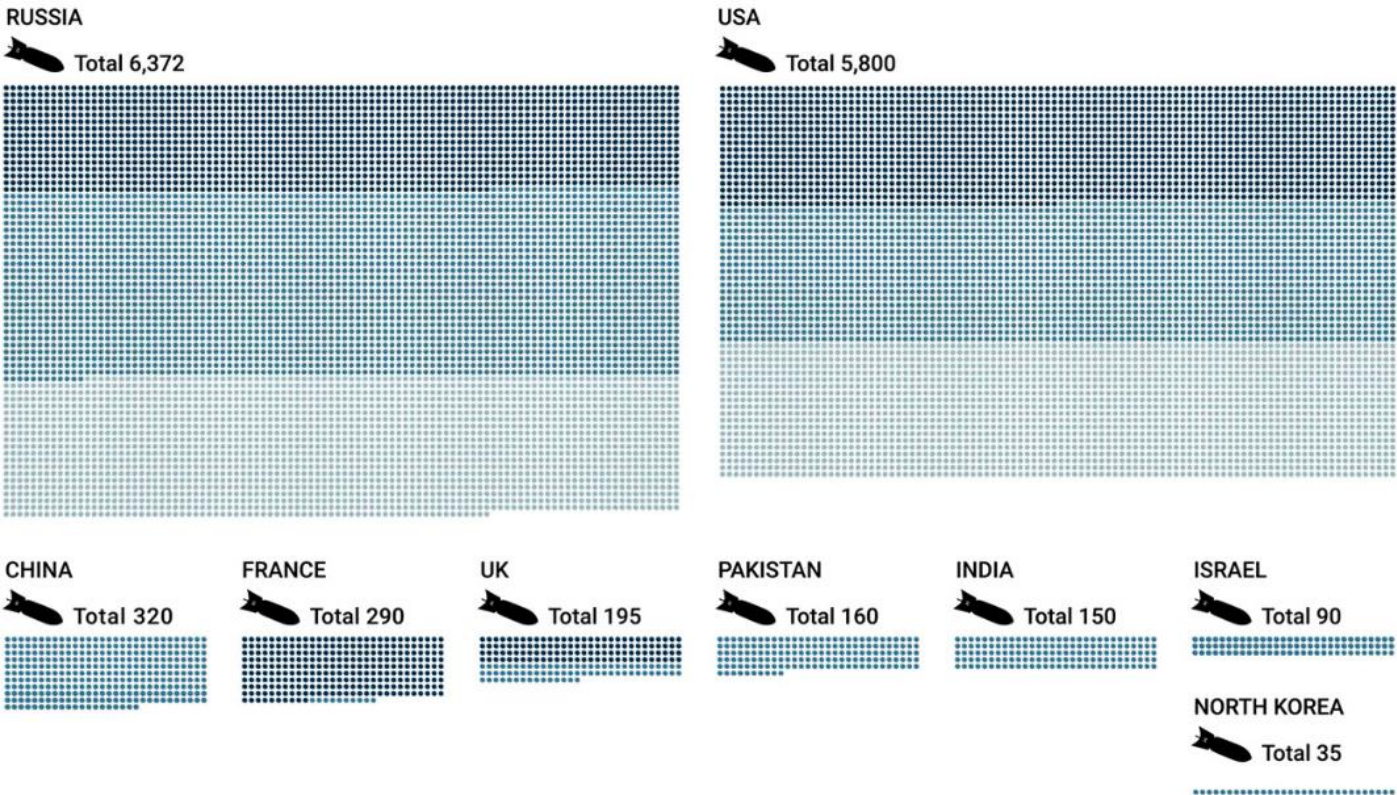 RUSSIA
Total 6,372
USA
Total 5,800
CHINA
Total 320
FRANCE
Total 290
UK
Total 195
PAKISTAN
Total 160
INDIA
Total 150
ISRAEL
Total 90
NORTH KOREA
Total 35